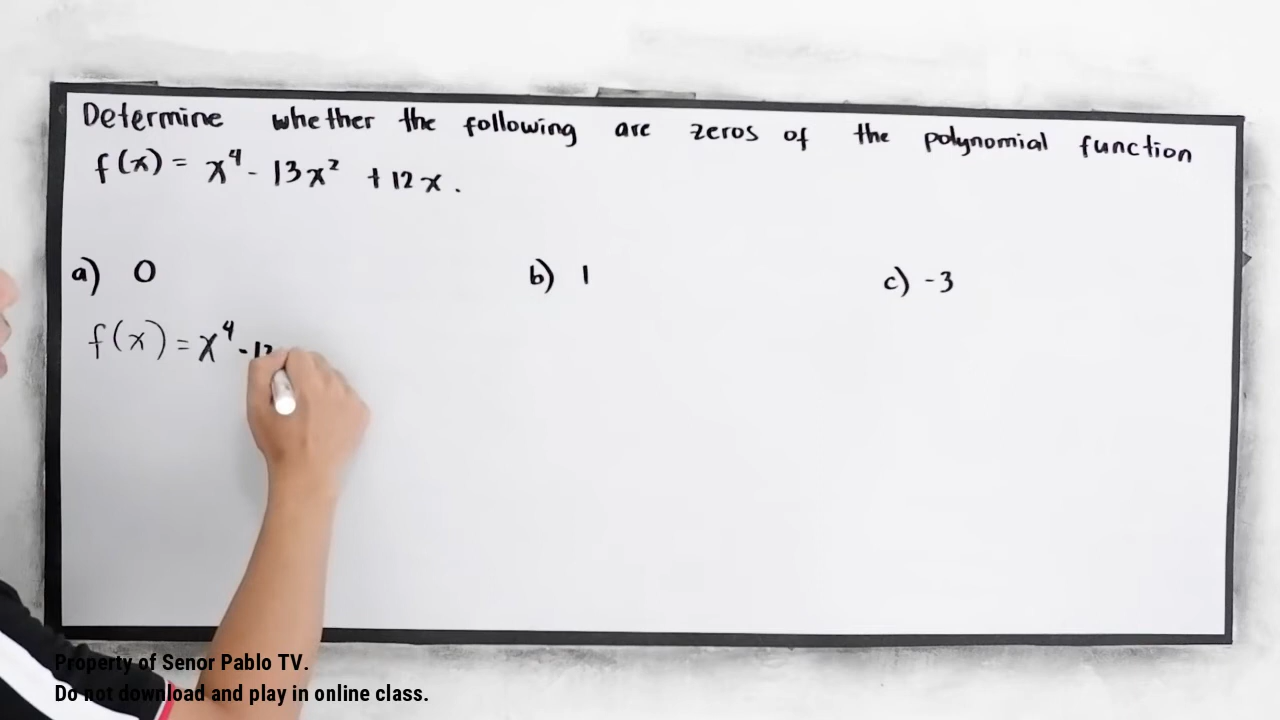 Determine whether the following are zeros of the polynomial function
f(x) = x⁴ - 13x² + 12x .
a) 0 b) 1 c) -3
f(x) = x⁴ - 13
Property of Senor Pablo TV.
Do not download and play in online class.